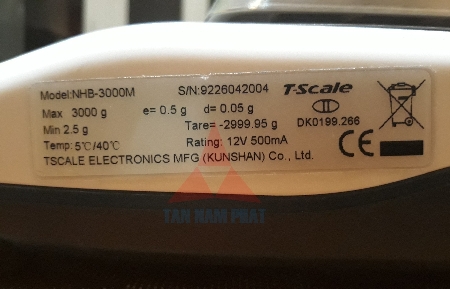 Model:NHB-3000M S/N:9226042004 T-Scale
Max 3000 g e= 0.5 g d= 0.05 g II
Min 2.5 g Tare= -2999.95 g DK0199.266
Temp: 5℃/40℃ Rating: 12V 500mA CE
TSCALE ELECTRONICS MFG (KUNSHAN) Co., Ltd.
TAN NAM PHAT